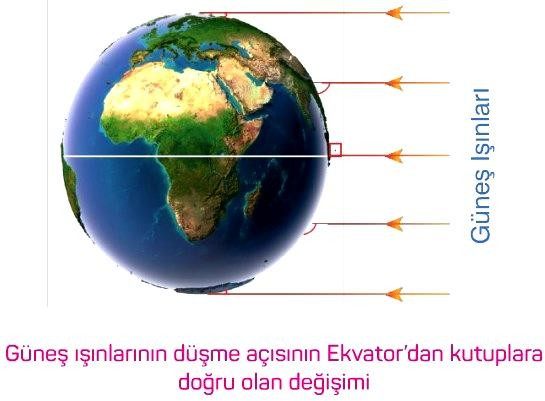 Güneş Işınları
Güneş ışınlarının düşme açısının Ekvator'dan kutuplara
doğru olan değişimi